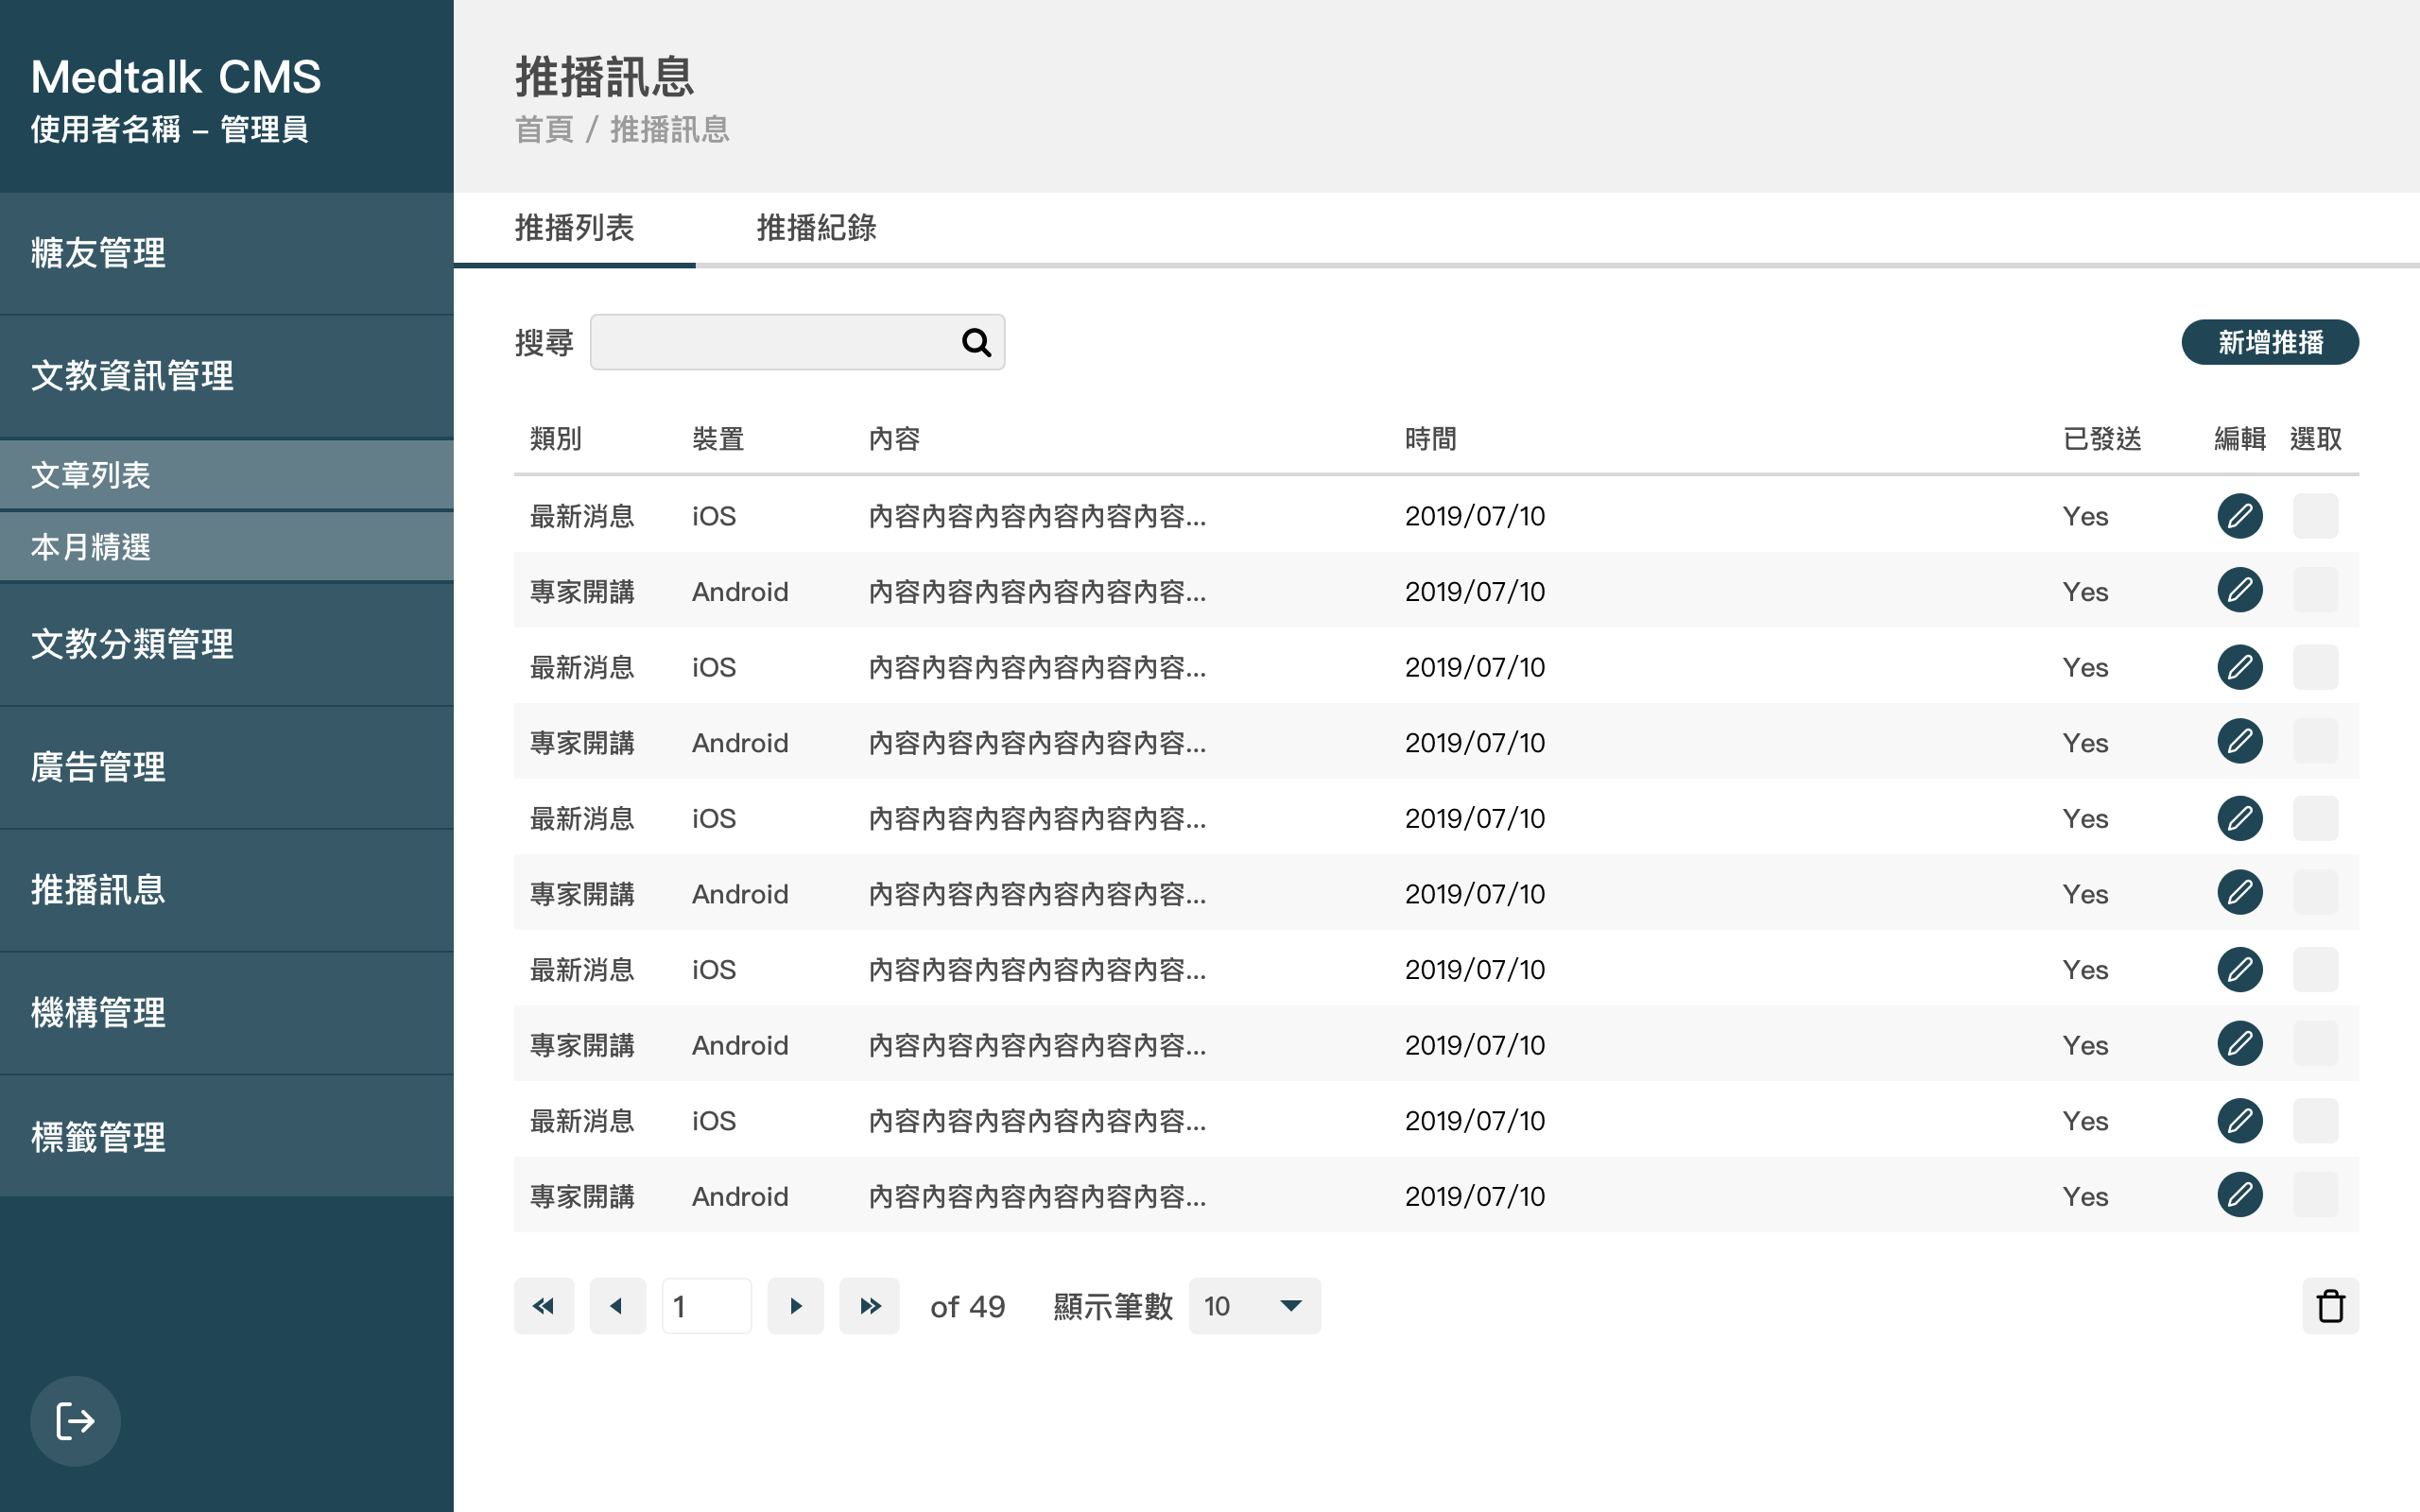 Medtalk CMS
使用者名稱 – 管理員
糖友管理
文教資訊管理
文章列表
本月精選
文教分類管理
廣告管理
推播訊息
機構管理
標籤管理
推播訊息
首頁 / 推播訊息
推播列表 推播紀錄
搜尋 新增推播
類別 裝置 內容 時間 已發送 編輯 選取
最新消息 iOS 內容內容內容內容內容內容... 2019/07/10 Yes
專家開講 Android 內容內容內容內容內容內容... 2019/07/10 Yes
最新消息 iOS 內容內容內容內容內容內容... 2019/07/10 Yes
專家開講 Android 內容內容內容內容內容內容... 2019/07/10 Yes
最新消息 iOS 內容內容內容內容內容內容... 2019/07/10 Yes
專家開講 Android 內容內容內容內容內容內容... 2019/07/10 Yes
最新消息 iOS 內容內容內容內容內容內容... 2019/07/10 Yes
專家開講 Android 內容內容內容內容內容內容... 2019/07/10 Yes
最新消息 iOS 內容內容內容內容內容內容... 2019/07/10 Yes
專家開講 Android 內容內容內容內容內容內容... 2019/07/10 Yes
1 of 49 顯示筆數 10